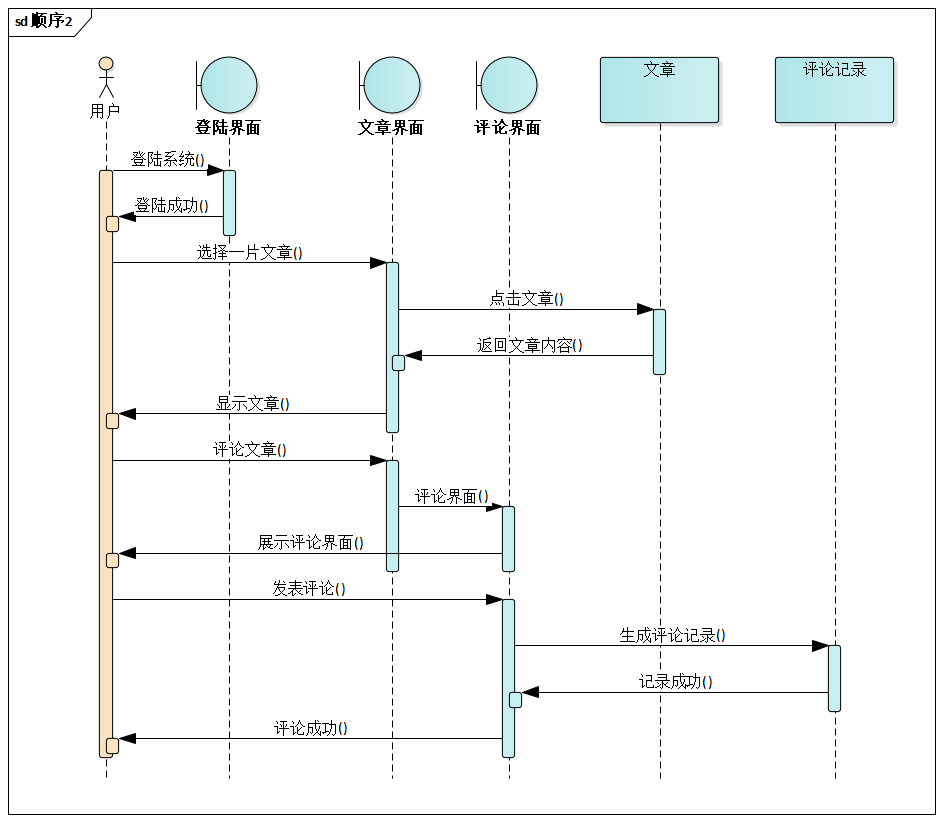 sd 顺序2
文章
评论记录
用户
登陆界面
文章界面
评论界面
登陆系统()
登陆成功()
选择一片文章()
点击文章()
返回文章内容()
显示文章()
评论文章()
评论界面()
展示评论界面()
发表评论()
生成评论记录()
记录成功()
评论成功()